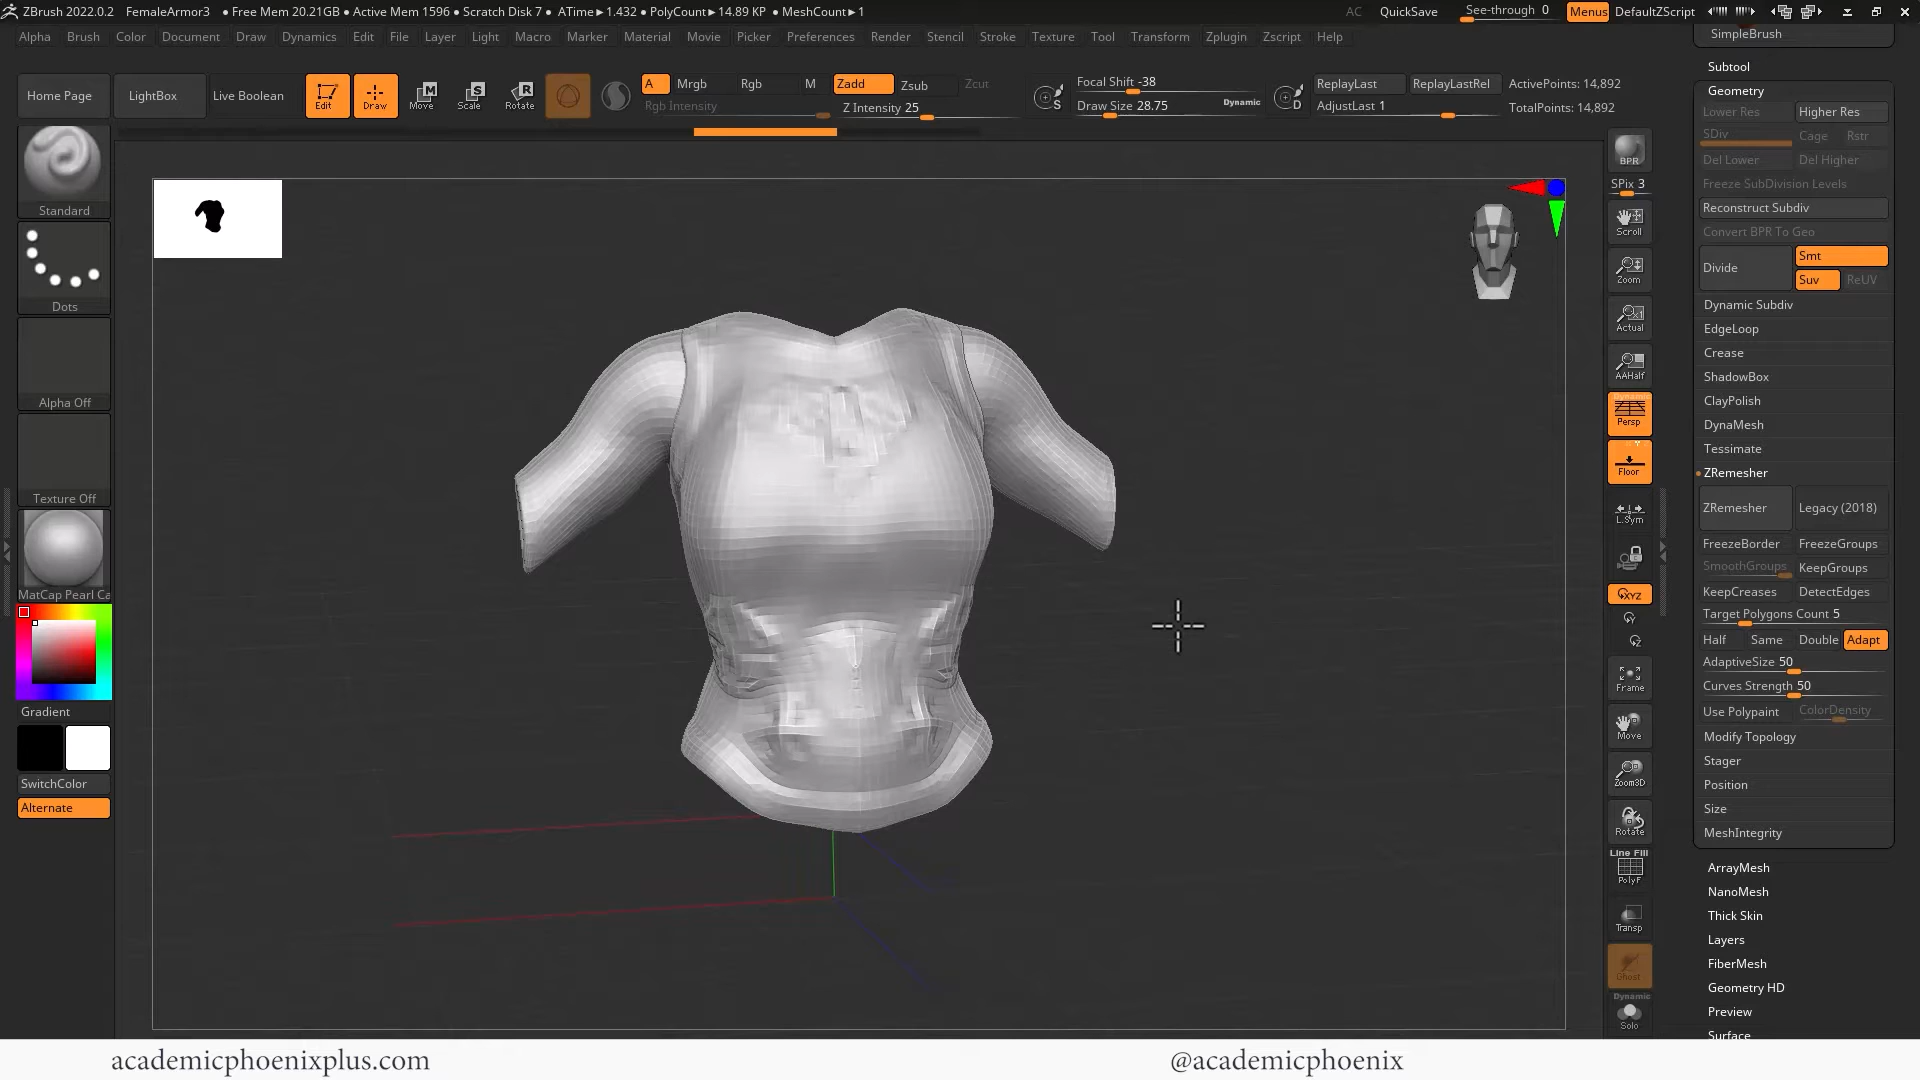 ZBrush 2022.0.2 FemaleArmor3 ● Free Mem 20.21GB ● Active Mem 1596 ● Scratch Disk 7 ● ATime►1.432 ● PolyCount►14.89 KP ● MeshCount►1 AC QuickSave See-through 0 Menus DefaultZScript
Alpha Brush Color Document Draw Dynamics Edit File Layer Light Macro Marker Material Movie Picker Preferences Render Stencil Stroke Texture Tool Transform Zplugin Zscript Help
Home Page LightBox Live Boolean Edit Draw Move Scale Rotate A Mrgb Rgb M Zadd Zsub Zcut
Rgb Intensity Z Intensity 25
S Focal Shift -38
Draw Size 28.75 Dynamic
D ReplayLast ReplayLastRel ActivePoints: 14,892
AdjustLast 1 TotalPoints: 14,892
Standard
Dots
Alpha Off
Texture Off
MatCap Pearl Ca
Gradient
SwitchColor
Alternate
BPR
SPix 3
Scroll
Zoom
Actual
AAHalf
Dynamic
Persp
Floor
L.Sym
XYZ
Y
Z
Frame
Move
Zoom3D
Rotate
Line Fill
PolyF
Transp
Ghost
Dynamic
Solo
SimpleBrush
Subtool
Geometry
Lower Res Higher Res
SDiv Cage Rstr
Del Lower Del Higher
Freeze SubDivision Levels
Reconstruct Subdiv
Convert BPR To Geo
Divide Smt
Suv ReUV
Dynamic Subdiv
EdgeLoop
Crease
ShadowBox
ClayPolish
DynaMesh
Tessimate
ZRemesher
ZRemesher Legacy (2018)
FreezeBorder FreezeGroups
SmoothGroups KeepGroups
KeepCreases DetectEdges
Target Polygons Count 5
Half Same Double Adapt
AdaptiveSize 50
Curves Strength 50
Use Polypaint ColorDensity
Modify Topology
Stager
Position
Size
MeshIntegrity
ArrayMesh
NanoMesh
Thick Skin
Layers
FiberMesh
Geometry HD
Preview
Surface
academicphoenixplus.com @academicphoenix